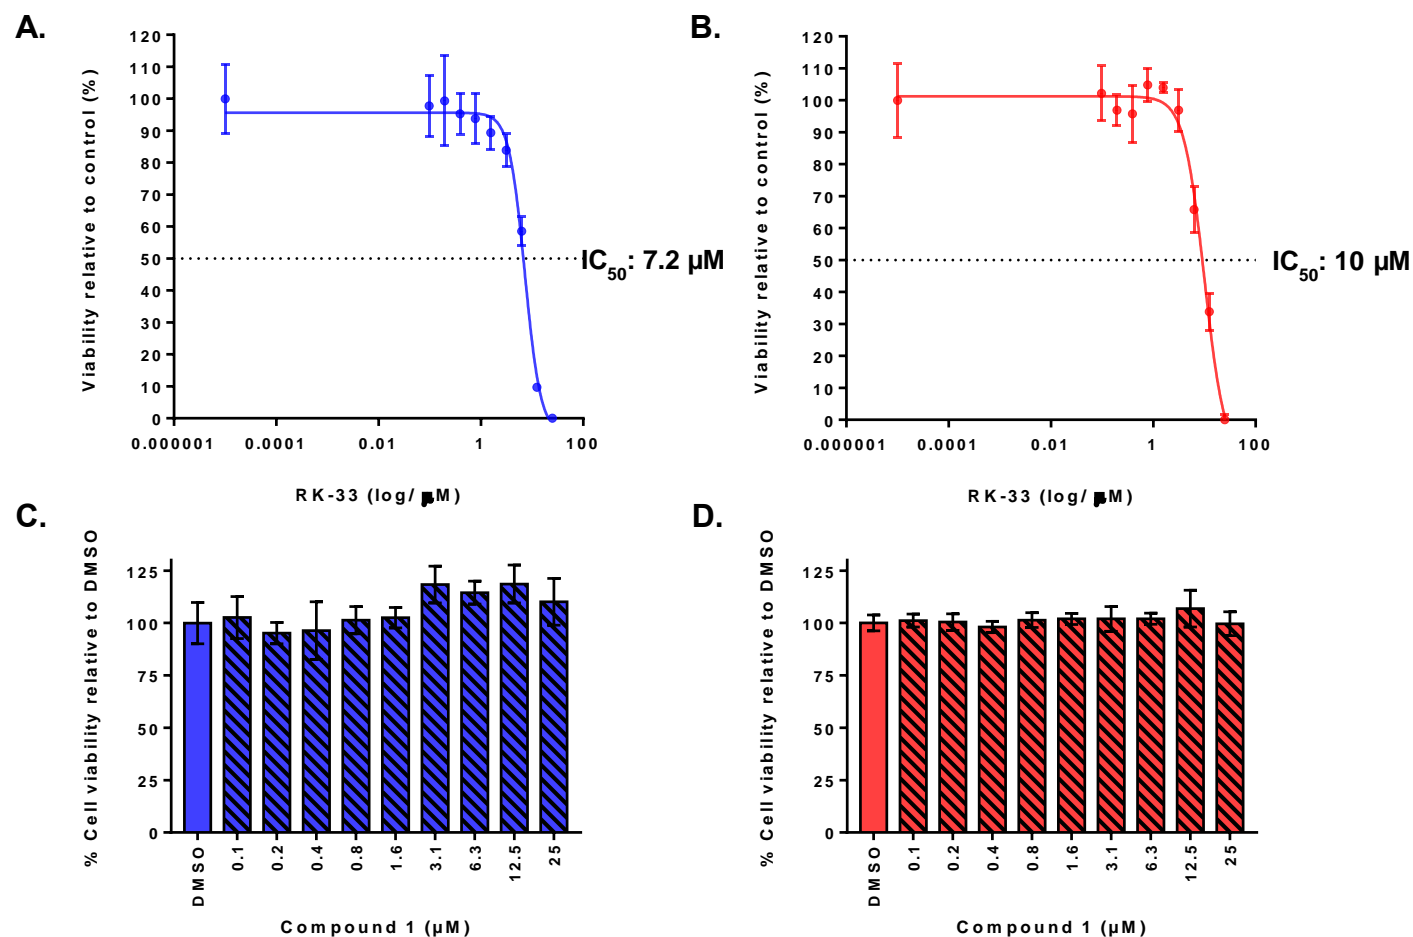 A.
Viability relative to control (%)
120
110
100
90
80
70
60
50
40
30
20
10
0
0.000001 0.0001 0.01 1 100
RK-33 (log/ µM)
IC50: 7.2 µM
B.
Viability relative to control (%)
120
110
100
90
80
70
60
50
40
30
20
10
0
0.000001 0.0001 0.01 1 100
RK-33 (log/ µM)
IC50: 10 µM
C.
% Cell viability relative to DMSO
125
100
75
50
25
0
DMSO 0.1 0.2 0.4 0.8 1.6 3.1 6.3 12.5 25
Compound 1 (µM)
D.
% Cell viability relative to DMSO
125
100
75
50
25
0
DMSO 0.1 0.2 0.4 0.8 1.6 3.1 6.3 12.5 25
Compound 1 (µM)